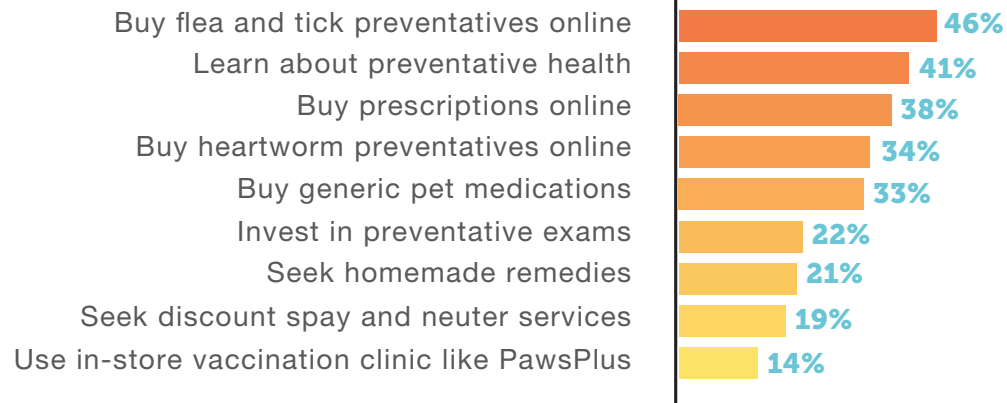 Buy flea and tick preventatives online 46%
Learn about preventative health 41%
Buy prescriptions online 38%
Buy heartworm preventatives online 34%
Buy generic pet medications 33%
Invest in preventative exams 22%
Seek homemade remedies 21%
Seek discount spay and neuter services 19%
Use in-store vaccination clinic like PawsPlus 14%